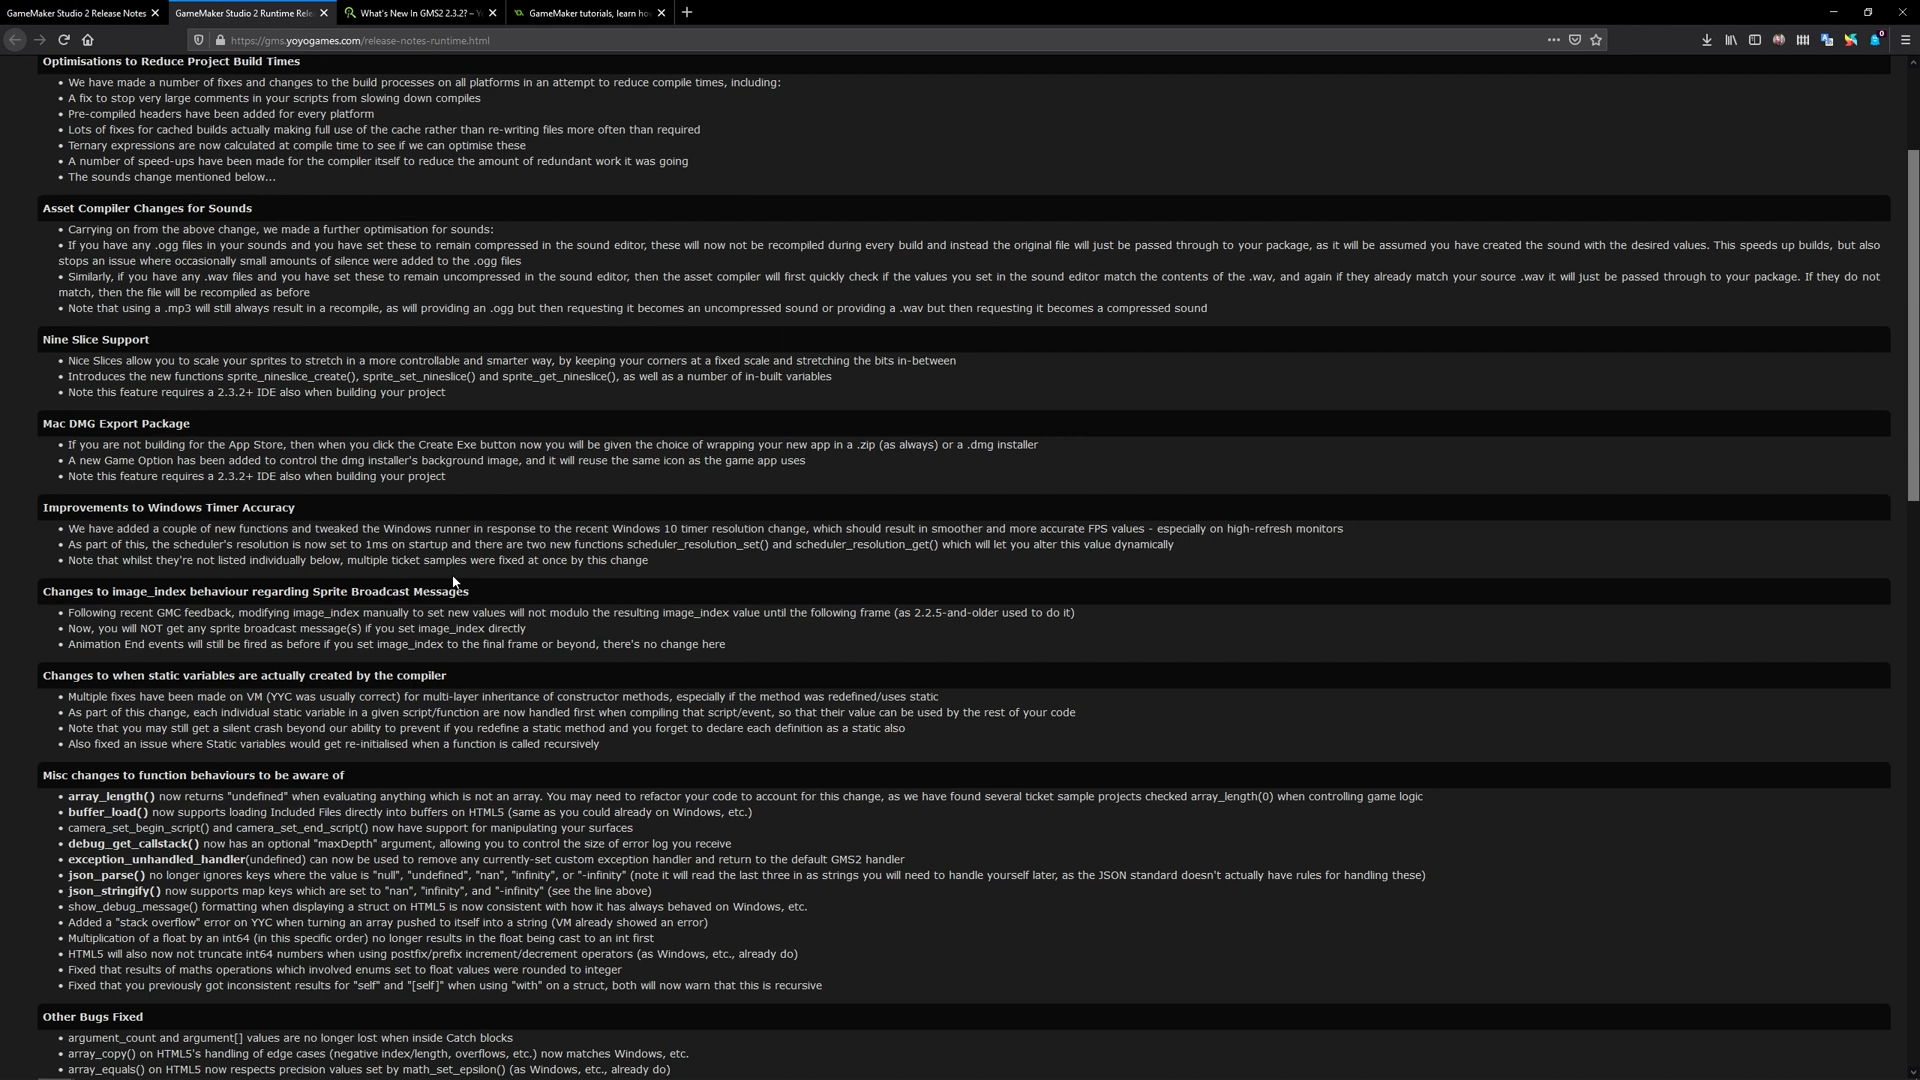 GameMaker Studio 2 Release Notes
GameMaker Studio 2 Runtime Rel
What's New In GMS2 2.3.2? – Y
GameMaker tutorials, learn ho
https://gms.yoyogames.com/release-notes-runtime.html
0
Optimisations to Reduce Project Build Times
• We have made a number of fixes and changes to the build processes on all platforms in an attempt to reduce compile times, including:
• A fix to stop very large comments in your scripts from slowing down compiles
• Pre-compiled headers have been added for every platform
• Lots of fixes for cached builds actually making full use of the cache rather than re-writing files more often than required
• Ternary expressions are now calculated at compile time to see if we can optimise these
• A number of speed-ups have been made for the compiler itself to reduce the amount of redundant work it was going
• The sounds change mentioned below...
Asset Compiler Changes for Sounds
• Carrying on from the above change, we made a further optimisation for sounds:
• If you have any .ogg files in your sounds and you have set these to remain compressed in the sound editor, these will now not be recompiled during every build and instead the original file will just be passed through to your package, as it will be assumed you have created the sound with the desired values. This speeds up builds, but also
stops an issue where occasionally small amounts of silence were added to the .ogg files
• Similarly, if you have any .wav files and you have set these to remain uncompressed in the sound editor, then the asset compiler will first quickly check if the values you set in the sound editor match the contents of the .wav, and again if they already match your source .wav it will just be passed through to your package. If they do not
match, then the file will be recompiled as before
• Note that using a .mp3 will still always result in a recompile, as will providing an .ogg but then requesting it becomes an uncompressed sound or providing a .wav but then requesting it becomes a compressed sound
Nine Slice Support
• Nice Slices allow you to scale your sprites to stretch in a more controllable and smarter way, by keeping your corners at a fixed scale and stretching the bits in-between
• Introduces the new functions sprite_nineslice_create(), sprite_set_nineslice() and sprite_get_nineslice(), as well as a number of in-built variables
• Note this feature requires a 2.3.2+ IDE also when building your project
Mac DMG Export Package
• If you are not building for the App Store, then when you click the Create Exe button now you will be given the choice of wrapping your new app in a .zip (as always) or a .dmg installer
• A new Game Option has been added to control the dmg installer's background image, and it will reuse the same icon as the game app uses
• Note this feature requires a 2.3.2+ IDE also when building your project
Improvements to Windows Timer Accuracy
• We have added a couple of new functions and tweaked the Windows runner in response to the recent Windows 10 timer resolution change, which should result in smoother and more accurate FPS values - especially on high-refresh monitors
• As part of this, the scheduler's resolution is now set to 1ms on startup and there are two new functions scheduler_resolution_set() and scheduler_resolution_get() which will let you alter this value dynamically
• Note that whilst they're not listed individually below, multiple ticket samples were fixed at once by this change
Changes to image_index behaviour regarding Sprite Broadcast Messages
• Following recent GMC feedback, modifying image_index manually to set new values will not modulo the resulting image_index value until the following frame (as 2.2.5-and-older used to do it)
• Now, you will NOT get any sprite broadcast message(s) if you set image_index directly
• Animation End events will still be fired as before if you set image_index to the final frame or beyond, there's no change here
Changes to when static variables are actually created by the compiler
• Multiple fixes have been made on VM (YYC was usually correct) for multi-layer inheritance of constructor methods, especially if the method was redefined/uses static
• As part of this change, each individual static variable in a given script/function are now handled first when compiling that script/event, so that their value can be used by the rest of your code
• Note that you may still get a silent crash beyond our ability to prevent if you redefine a static method and you forget to declare each definition as a static also
• Also fixed an issue where Static variables would get re-initialised when a function is called recursively
Misc changes to function behaviours to be aware of
• array_length() now returns "undefined" when evaluating anything which is not an array. You may need to refactor your code to account for this change, as we have found several ticket sample projects checked array_length(0) when controlling game logic
• buffer_load() now supports loading Included Files directly into buffers on HTML5 (same as you could already on Windows, etc.)
• camera_set_begin_script() and camera_set_end_script() now have support for manipulating your surfaces
• debug_get_callstack() now has an optional "maxDepth" argument, allowing you to control the size of error log you receive
• exception_unhandled_handler(undefined) can now be used to remove any currently-set custom exception handler and return to the default GMS2 handler
• json_parse() no longer ignores keys where the value is "null", "undefined", "nan", "infinity", or "-infinity" (note it will read the last three in as strings you will need to handle yourself later, as the JSON standard doesn't actually have rules for handling these)
• json_stringify() now supports map keys which are set to "nan", "infinity", and "-infinity" (see the line above)
• show_debug_message() formatting when displaying a struct on HTML5 is now consistent with how it has always behaved on Windows, etc.
• Added a "stack overflow" error on YYC when turning an array pushed to itself into a string (VM already showed an error)
• Multiplication of a float by an int64 (in this specific order) no longer results in the float being cast to an int first
• HTML5 will also now not truncate int64 numbers when using postfix/prefix increment/decrement operators (as Windows, etc., already do)
• Fixed that results of maths operations which involved enums set to float values were rounded to integer
• Fixed that you previously got inconsistent results for "self" and "[self]" when using "with" on a struct, both will now warn that this is recursive
Other Bugs Fixed
• argument_count and argument[] values are no longer lost when inside Catch blocks
• array_copy() on HTML5's handling of edge cases (negative index/length, overflows, etc.) now matches Windows, etc.
• array_equals() on HTML5 now respects precision values set by math_set_epsilon() (as Windows, etc., already do)